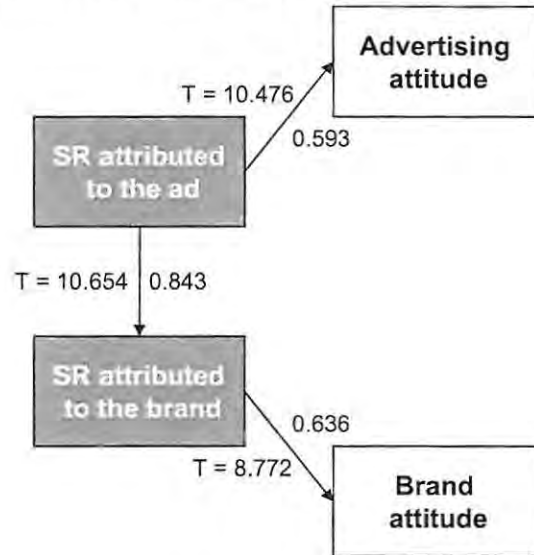 Advertising
attitude
T = 10.476
0.593
SR attributed
to the ad
T = 10.654 0.843
SR attributed
to the brand
0.636
T = 8.772
Brand
attitude